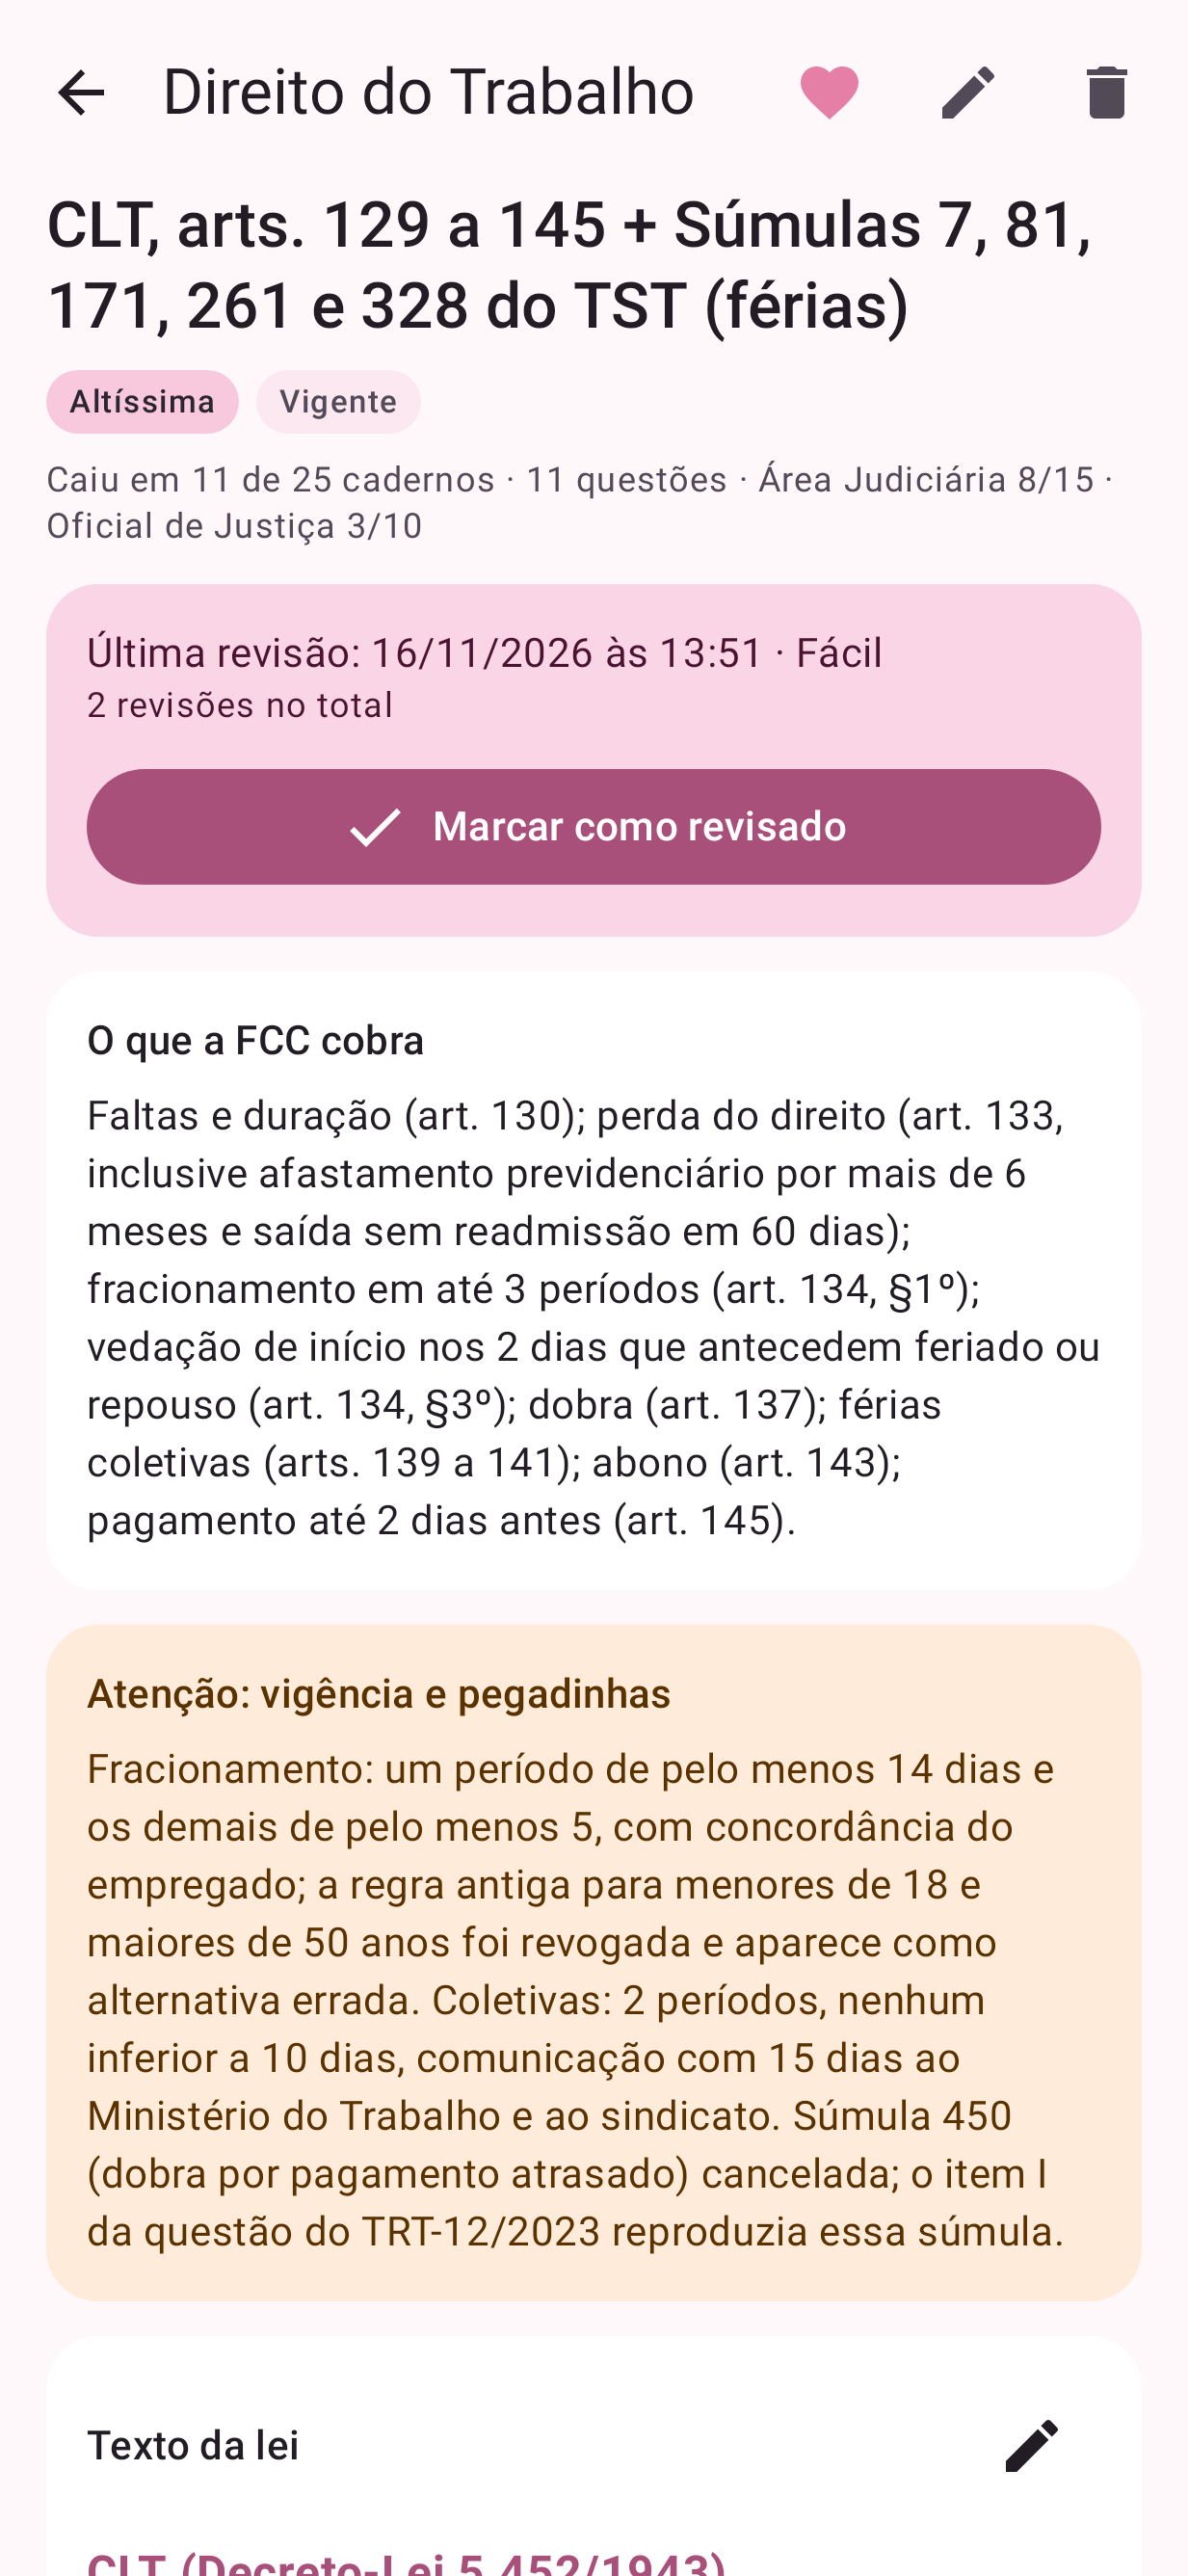 Direito do Trabalho
CLT, arts. 129 a 145 + Súmulas 7, 81,
171, 261 e 328 do TST (férias)
Altíssima
Vigente
Caiu em 11 de 25 cadernos · 11 questões · Área Judiciária 8/15 ·
Oficial de Justiça 3/10
Última revisão: 16/11/2026 às 13:51 · Fácil
2 revisões no total
Marcar como revisado
O que a FCC cobra
Faltas e duração (art. 130); perda do direito (art. 133,
inclusive afastamento previdenciário por mais de 6
meses e saída sem readmissão em 60 dias);
fracionamento em até 3 períodos (art. 134, §1º);
vedação de início nos 2 dias que antecedem feriado ou
repouso (art. 134, §3º); dobra (art. 137); férias
coletivas (arts. 139 a 141); abono (art. 143);
pagamento até 2 dias antes (art. 145).
Atenção: vigência e pegadinhas
Fracionamento: um período de pelo menos 14 dias e
os demais de pelo menos 5, com concordância do
empregado; a regra antiga para menores de 18 e
maiores de 50 anos foi revogada e aparece como
alternativa errada. Coletivas: 2 períodos, nenhum
inferior a 10 dias, comunicação com 15 dias ao
Ministério do Trabalho e ao sindicato. Súmula 450
(dobra por pagamento atrasado) cancelada; o item I
da questão do TRT-12/2023 reproduzia essa súmula.
Texto da lei
CLT (Decreto-Lei 5.452/1943)